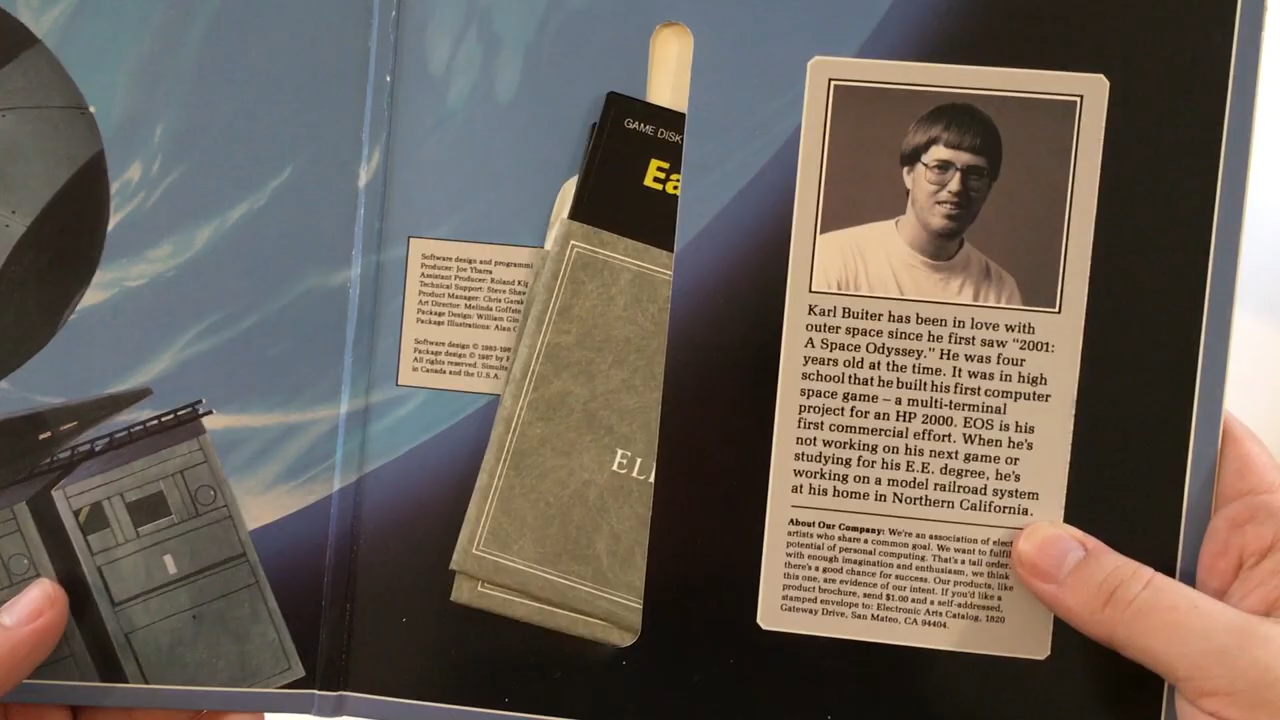 GAME DISK
Ea
Software design and programmi
Producer: Joe Ybarra
Assistant Producer: Roland Kip
Technical Support: Steve Shaw
Product Manager: Chris Garsk
Art Director: Melinda Goffste
Package Design: William Gin
Package Illustrations: Alan C
Software design © 1985-198
Package design © 1987 by
All rights reserved. Simulta
in Canada and the U.S.A.
ELE
Karl Buiter has been in love with
outer space since he first saw “2001:
A Space Odyssey.” He was four
years old at the time. It was in high
school that he built his first computer
space game – a multi-terminal
project for an HP 2000. EOS is his
first commercial effort. When he's
not working on his next game or
studying for his E.E. degree, he's
working on a model railroad system
at his home in Northern California.
About Our Company: We're an association of elect
artists who share a common goal. We want to fulfil
potential of personal computing. That's a tall order.
with enough imagination and enthusiasm, we think
there's a good chance for success. Our products, like
this one, are evidence of our intent. If you'd like a
product brochure, send $1.00 and a self-addressed,
stamped envelope to: Electronic Arts Catalog, 1820
Gateway Drive, San Mateo, CA 94404.